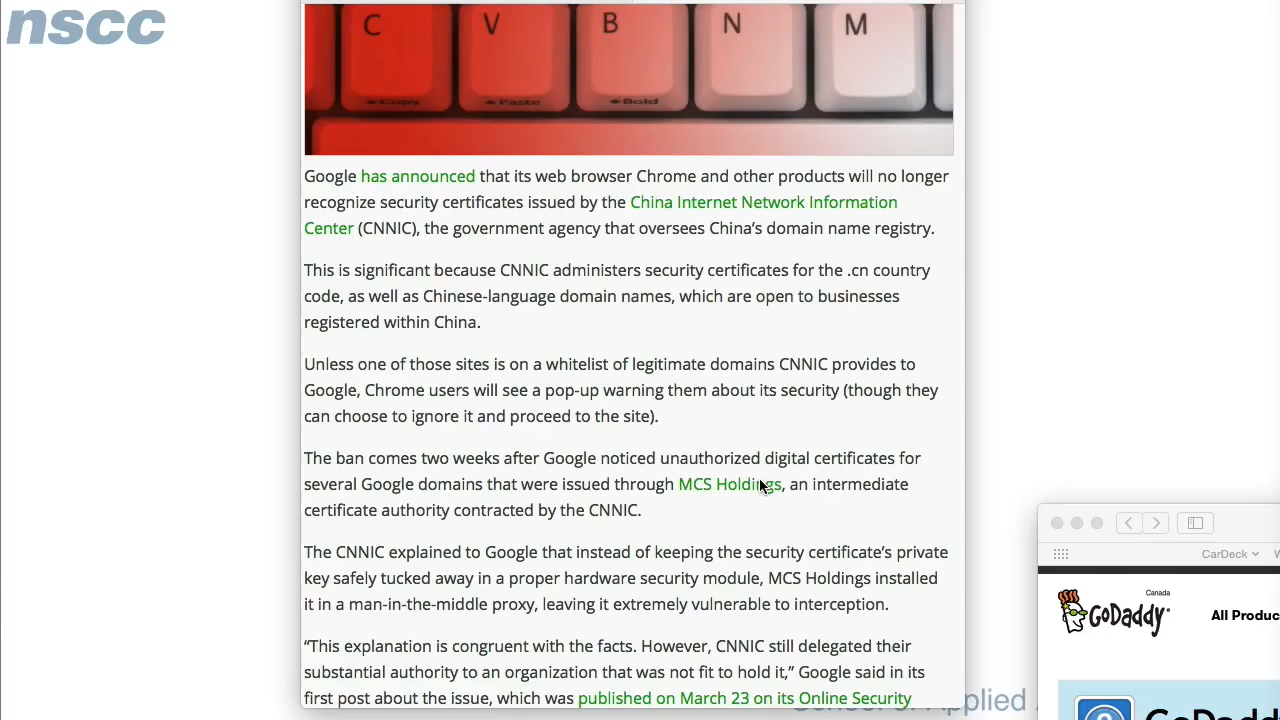 nscc
C V B N M
Copy Paste Bold
Google has announced that its web browser Chrome and other products will no longer
recognize security certificates issued by the China Internet Network Information
Center (CNNIC), the government agency that oversees China’s domain name registry.
This is significant because CNNIC administers security certificates for the .cn country
code, as well as Chinese-language domain names, which are open to businesses
registered within China.
Unless one of those sites is on a whitelist of legitimate domains CNNIC provides to
Google, Chrome users will see a pop-up warning them about its security (though they
can choose to ignore it and proceed to the site).
The ban comes two weeks after Google noticed unauthorized digital certificates for
several Google domains that were issued through MCS Holdings, an intermediate
certificate authority contracted by the CNNIC.
The CNNIC explained to Google that instead of keeping the security certificate’s private
key safely tucked away in a proper hardware security module, MCS Holdings installed
it in a man-in-the-middle proxy, leaving it extremely vulnerable to interception.
“This explanation is congruent with the facts. However, CNNIC still delegated their
substantial authority to an organization that was not fit to hold it,” Google said in its
first post about the issue, which was published on March 23 on its Online Security
CarDeck
Canada
GoDaddy
All Produc
Applied
GoDadd